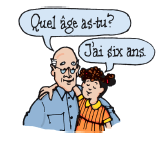 Quel âge as-tu?
J'ai six ans.